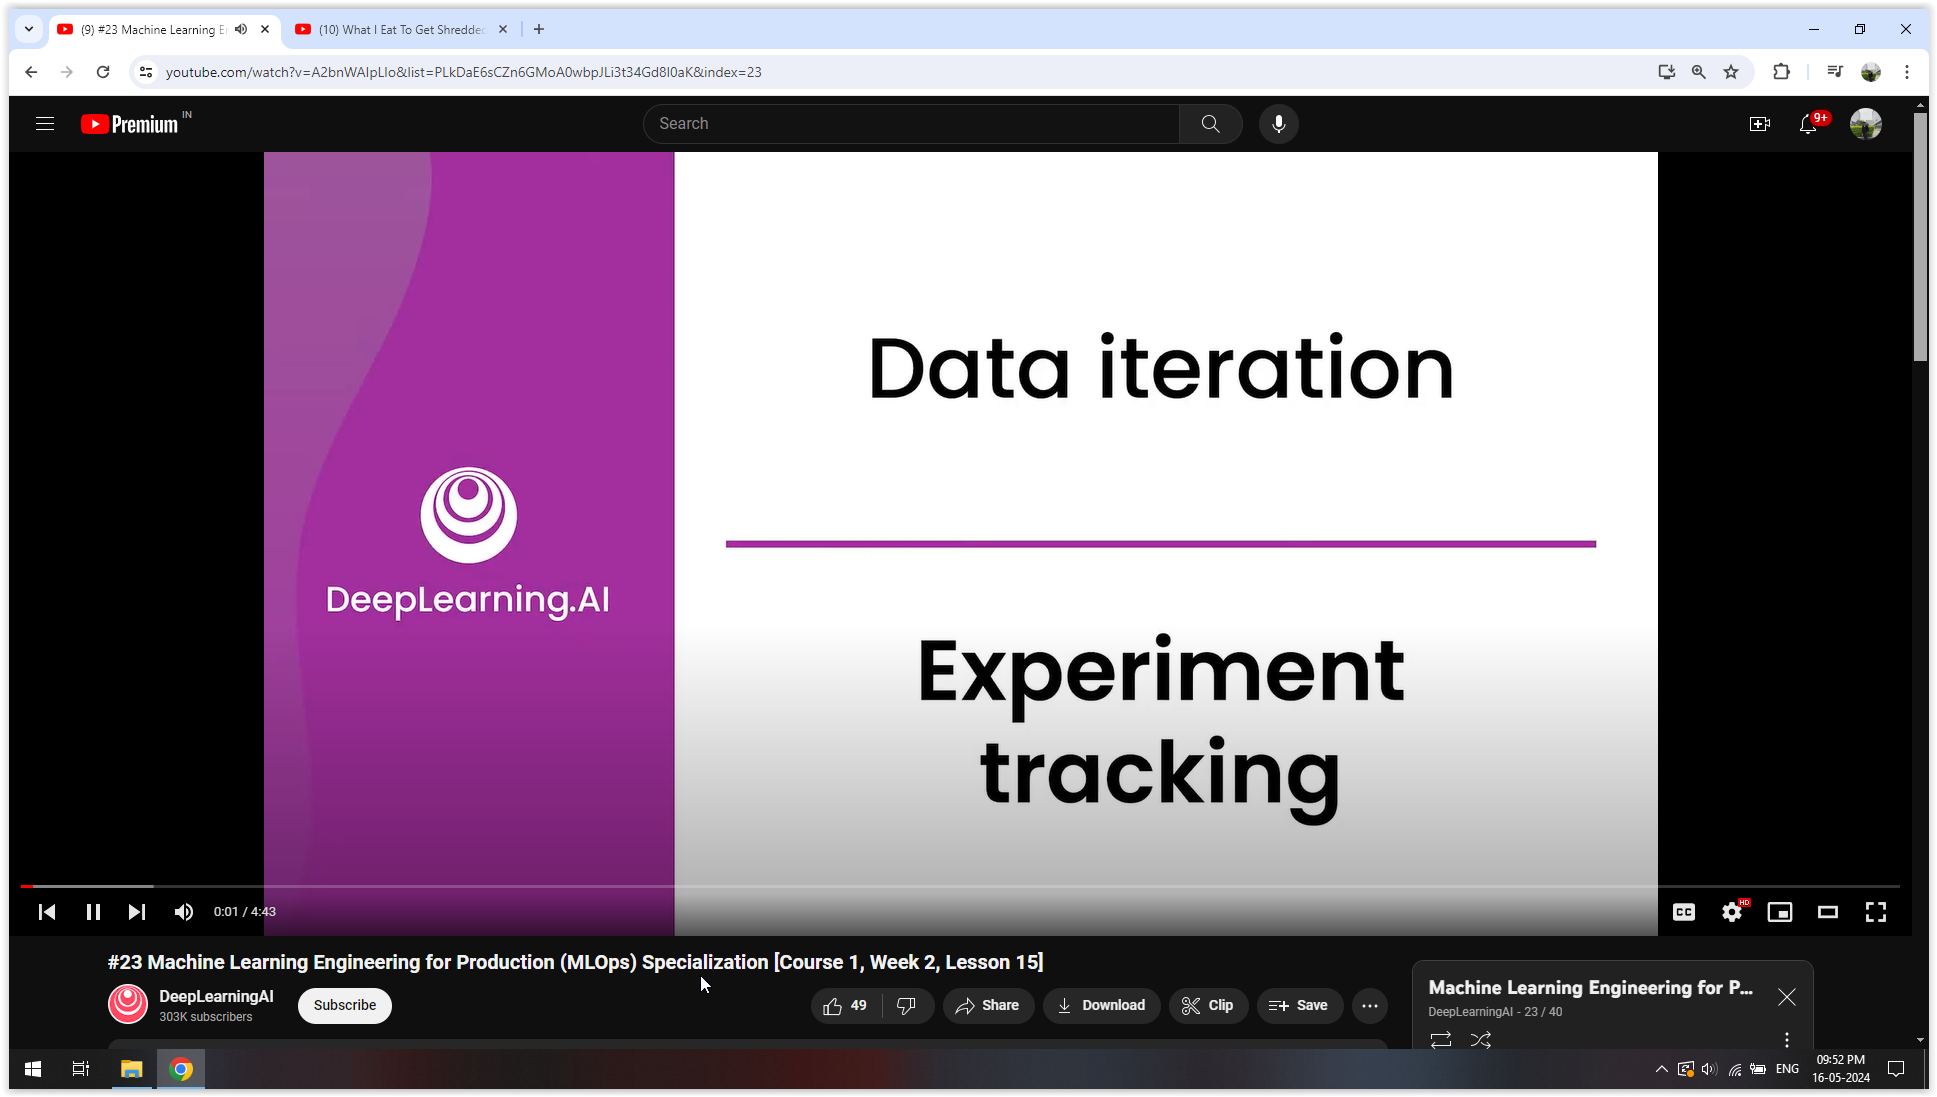 (9) #23 Machine Learning E
(10) What I Eat To Get Shredded
youtube.com/watch?v=A2bnWAIpLlo&list=PLkDaE6sCZn6GMoA0wbpJLi3t34Gd8l0aK&index=23
Premium IN
Search
9+
Data iteration
DeepLearning.AI
Experiment
tracking
0:01 / 4:43
CC
HD
#23 Machine Learning Engineering for Production (MLOps) Specialization [Course 1, Week 2, Lesson 15]
DeepLearningAI
303K subscribers
Subscribe
49
Share
Download
Clip
Save
Machine Learning Engineering for P...
DeepLearningAI - 23 / 40
ENG
09:52 PM
16-05-2024